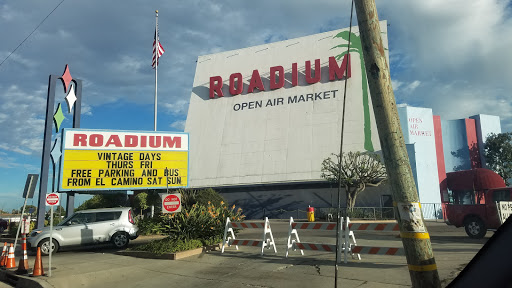 ROADIUM
OPEN AIR MARKET
ROADIUM
VINTAGE DAYS
THURS FRI
FREE PARKING AND BUS
FROM EL CAMINO SAT SUN
OPEN
AIR
MARKET